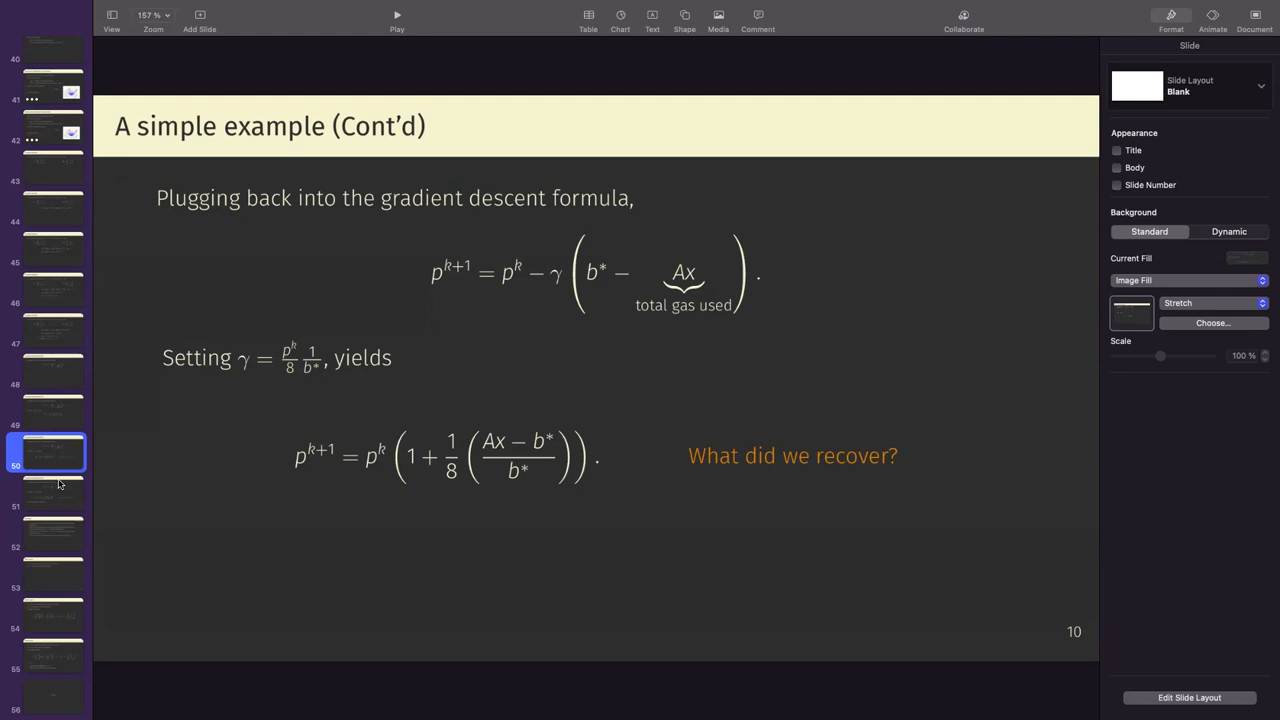 View
157 %
Zoom
Add Slide
Play
Table
Chart
Text
Shape
Media
Comment
Collaborate
Format
Animate
Document
40
41
42
43
44
45
46
47
48
49
50
51
52
53
54
55
56
A simple example (Cont'd)
Plugging back into the gradient descent formula,
p^{k+1} = p^k − γ (b* − Ax) .
total gas used
Setting γ = p^k/8 1/b*, yields
p^{k+1} = p^k (1 + 1/8 ((Ax − b*)/b*)) .
What did we recover?
10
Slide
Slide Layout
Blank
Appearance
Title
Body
Slide Number
Background
Standard
Dynamic
Current Fill
Image Fill
Stretch
Choose...
Scale
100 %
Edit Slide Layout